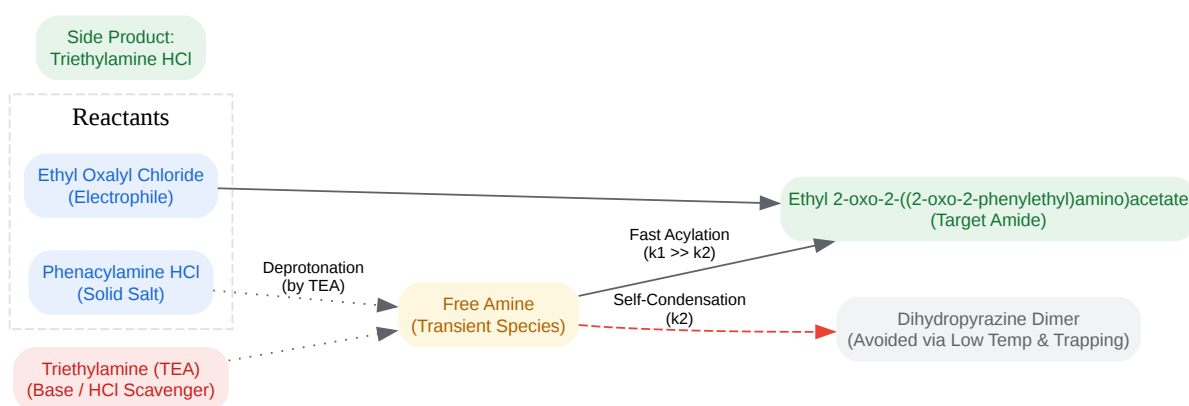 Side Product:
Triethylamine HCl
Reactants
Ethyl Oxalyl Chloride
(Electrophile)
Ethyl 2-oxo-2-((2-oxo-2-phenylethyl)amino)acetate
(Target Amide)
Fast Acylation
(k1 >> k2)
Phenacylamine HCl
(Solid Salt)
Deprotonation
(by TEA)
Free Amine
(Transient Species)
Self-Condensation
(k2)
Dihydropyrazine Dimer
(Avoided via Low Temp & Trapping)
Triethylamine (TEA)
(Base / HCl Scavenger)